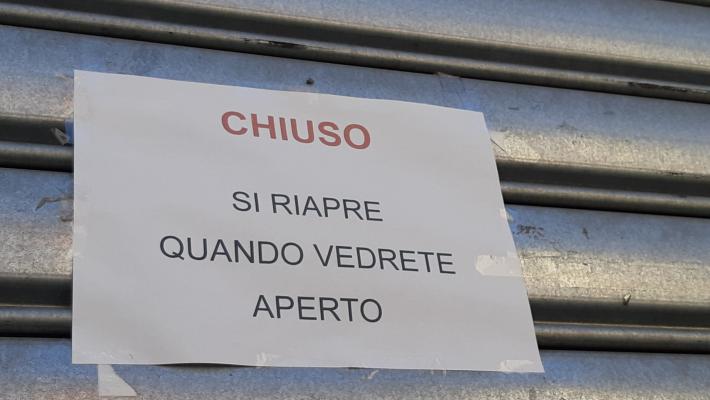 CHIUSO
SI RIAPRE
QUANDO VEDRETE
APERTO